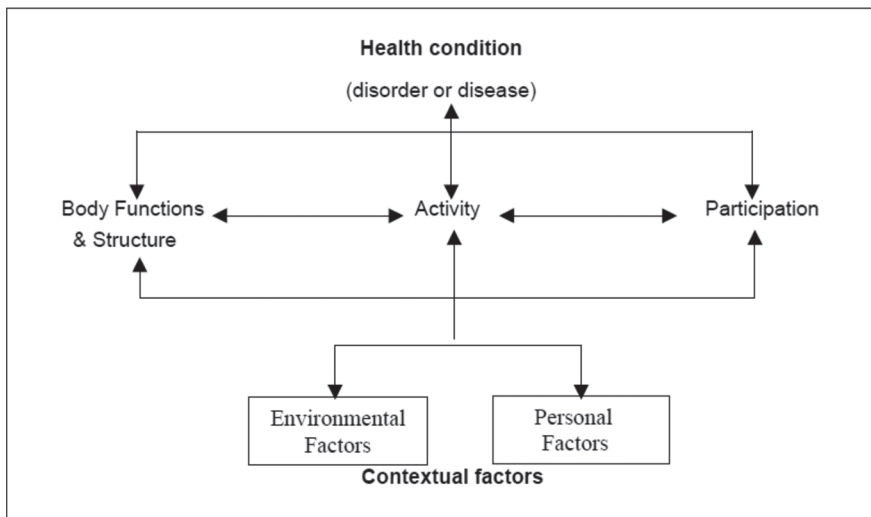 Health condition
(disorder or disease)
Body Functions
& Structure
Activity
Participation
Environmental
Factors
Personal
Factors
Contextual factors